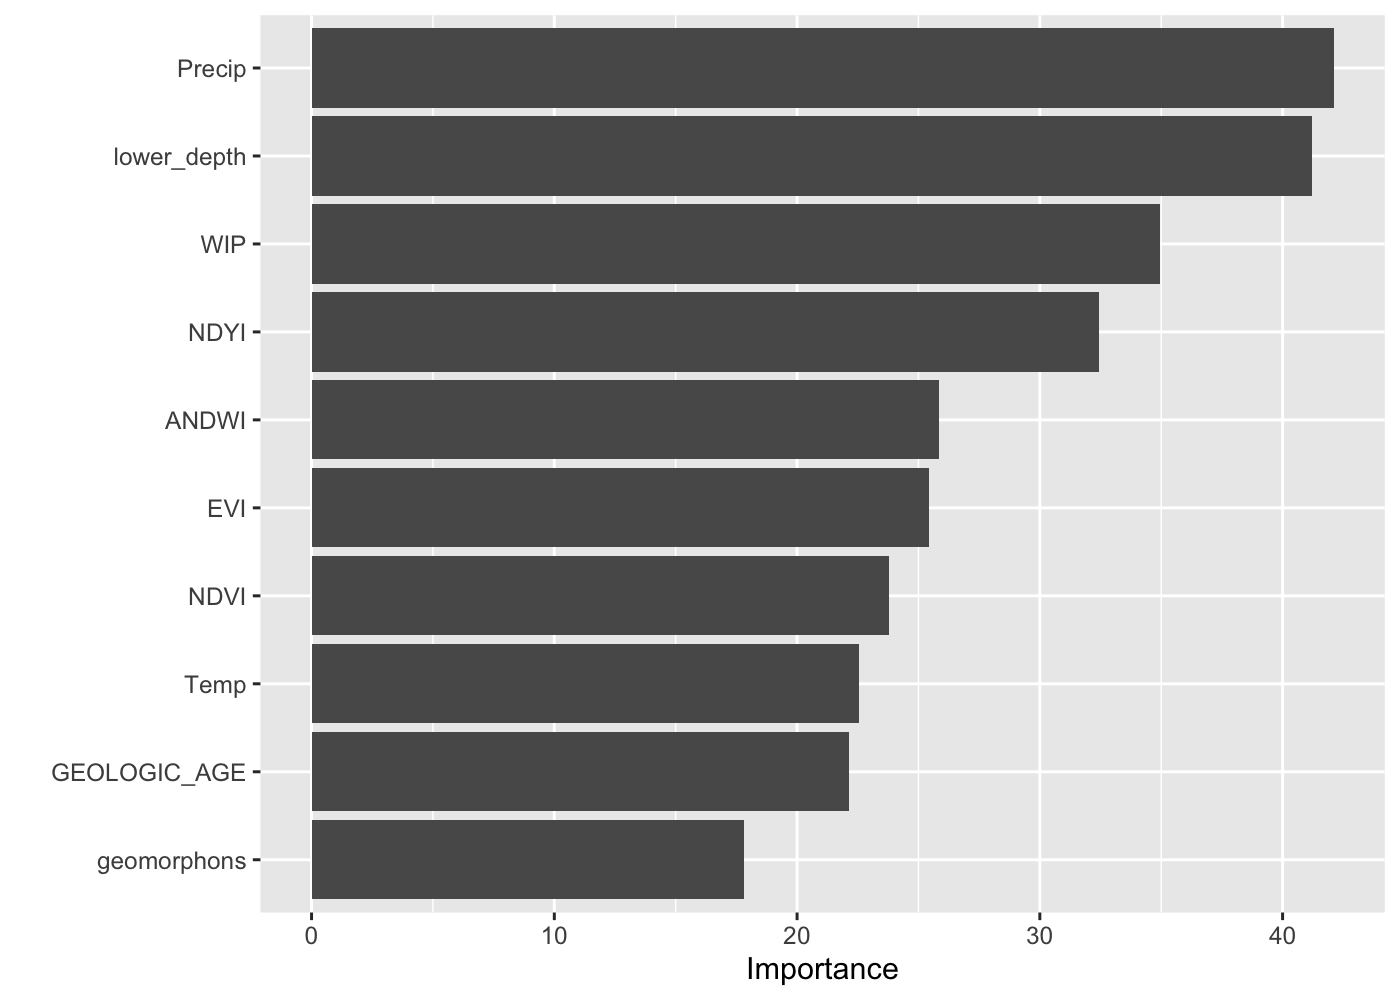 Precip
lower_depth
WIP
NDYI
ANDWI
EVI
NDVI
Temp
GEOLOGIC_AGE
geomorphons
0 10 20 30 40
Importance